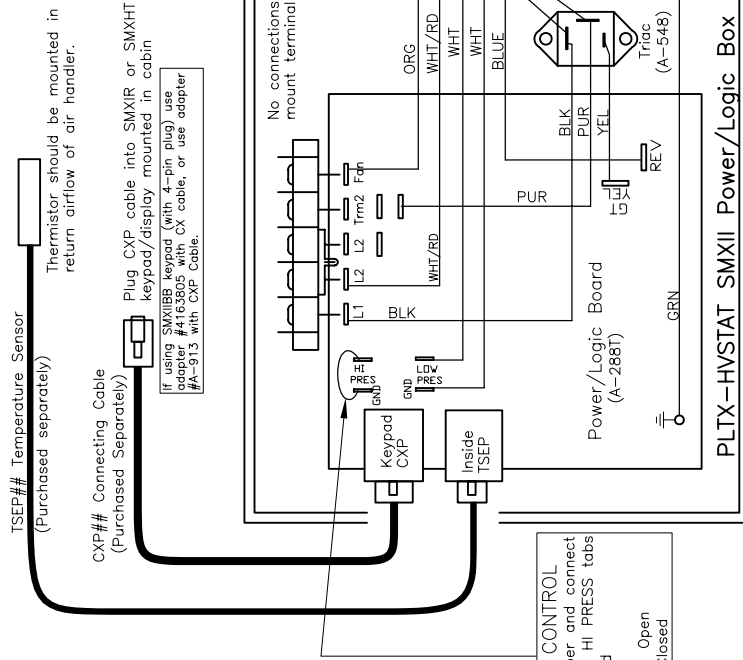 TSEP## Temperature Sensor
(Purchased separately)
Thermistor should be mounted in
return airflow of air handler.
CXP## Connecting Cable
(Purchased Separately)
Plug CXP cable into SMXIR or SMXHT
keypad/display mounted in cabin
If using SMXIIBB keypad (with 4-pin plug) use
adapter #4163805 with CX cable, or use adapter
#A-913 with CXP Cable.
No connections
mount terminal
ORG
WHT/RD
WHT
WHT
BLUE
Triac
(A-548)
BLK
PUR
YEL
Fan
Trm2
L2
L2
L1
REV
GT
YEL
PUR
WHT/RD
BLK
HI
PRES
GND
LOW
PRES
GND
GRN
Power/Logic Board
(A-288T)
Keypad
CXP
Inside
TSEP
PLTX-HVSTAT SMXII Power/Logic Box
CONTROL
and connect
HI PRESS tabs
Open